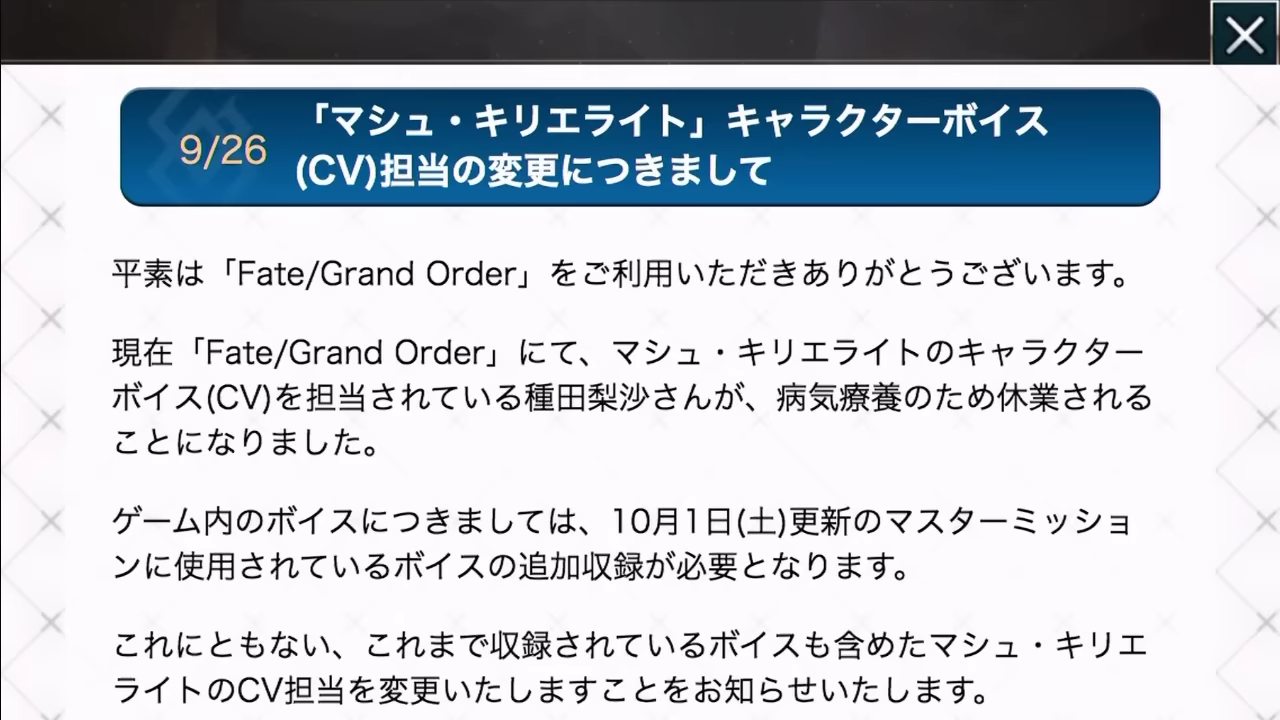 9/26
「マシュ・キリエライト」キャラクターボイス
(CV)担当の変更につきまして
平素は「Fate/Grand Order」をご利用いただきありがとうございます。
現在「Fate/Grand Order」にて、マシュ・キリエライトのキャラクター
ボイス(CV)を担当されている種田梨沙さんが、病気療養のため休業される
ことになりました。
ゲーム内のボイスにつきましては、10月1日(土)更新のマスターミッショ
ンに使用されているボイスの追加収録が必要となります。
これにともない、これまで収録されているボイスも含めたマシュ・キリエ
ライトのCV担当を変更いたしますことをお知らせいたします。